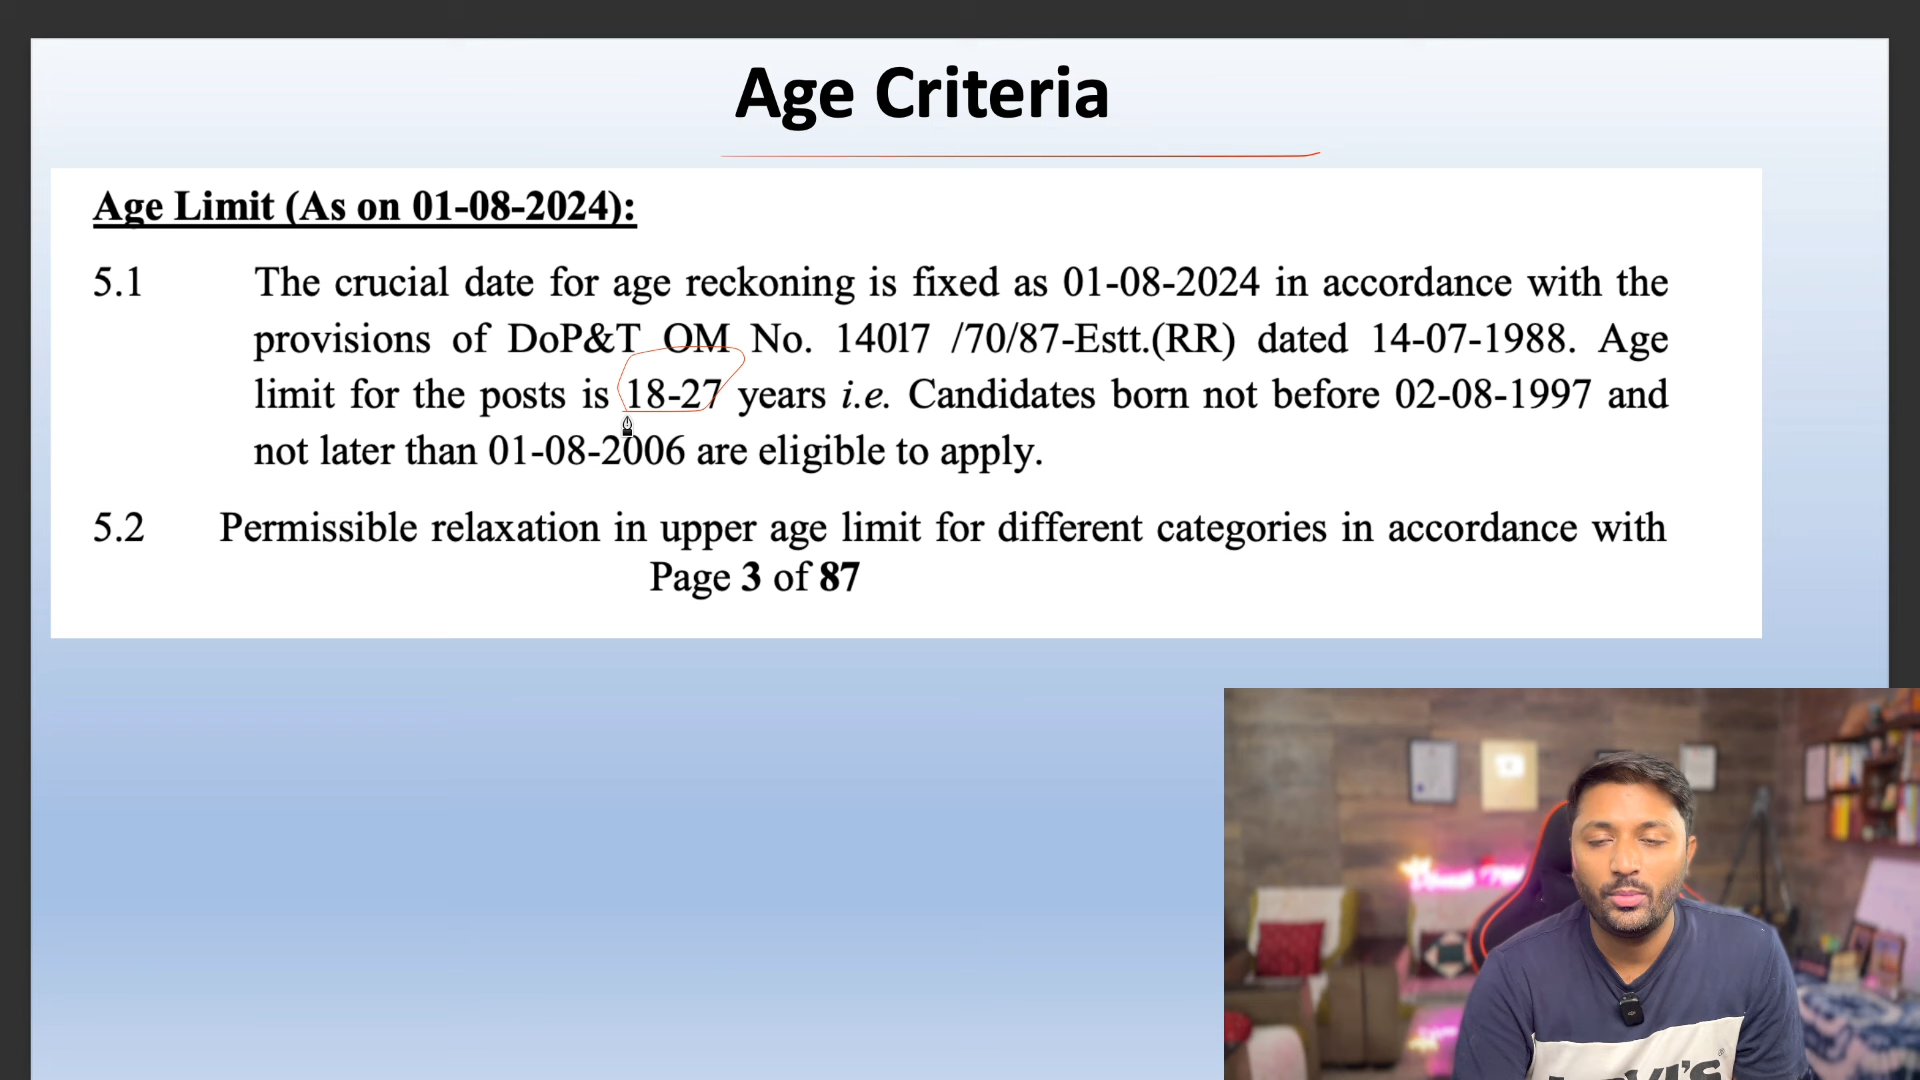 Age Criteria
Age Limit (As on 01-08-2024):
5.1 The crucial date for age reckoning is fixed as 01-08-2024 in accordance with the
provisions of DoP&T OM No. 14017 /70/87-Estt.(RR) dated 14-07-1988. Age
limit for the posts is 18-27 years i.e. Candidates born not before 02-08-1997 and
not later than 01-08-2006 are eligible to apply.
5.2 Permissible relaxation in upper age limit for different categories in accordance with
Page 3 of 87